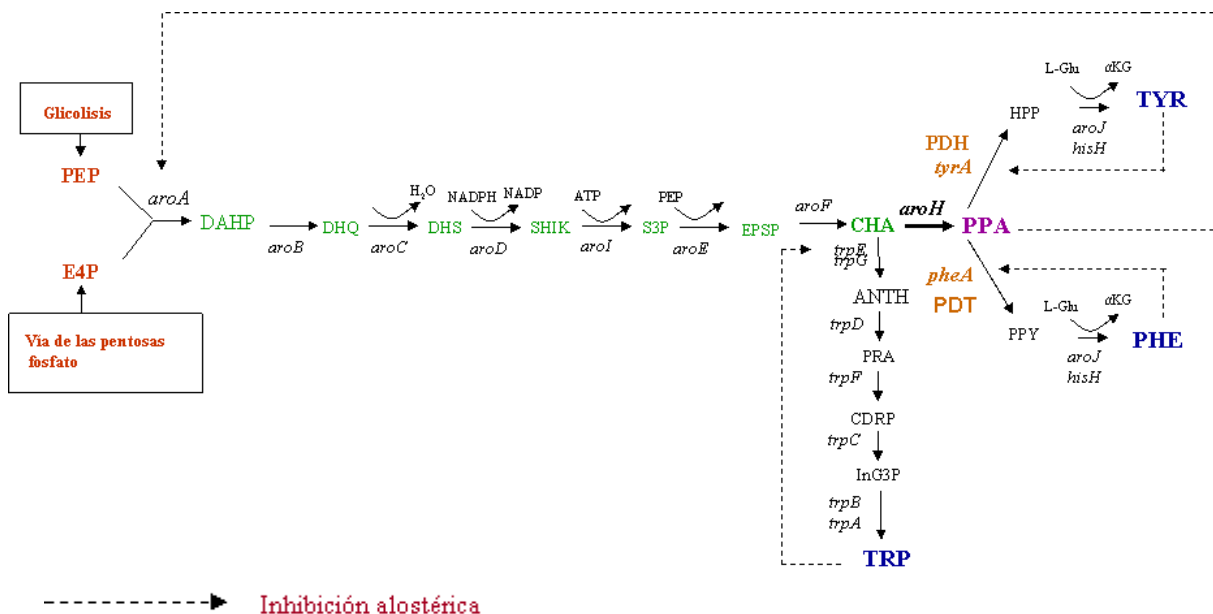 Glicolisis
PEP
aroA
E4P
Vía de las pentosas
fosfato
DAHP
aroB
DHQ
H2O
aroC
DHS
NADPH
NADP
aroD
SHIK
ATP
aroI
S3P
PEP
aroE
EPSP
aroF
CHA
aroH
PPA
PDH
tyrA
HPP
L-Glu
αKG
aroJ
hisH
TYR
pheA
PDT
PPY
L-Glu
αKG
aroJ
hisH
PHE
trpE
trpG
ANTH
trpD
PRA
trpF
CDRP
trpC
InG3P
trpB
trpA
TRP
Inhibición alostérica